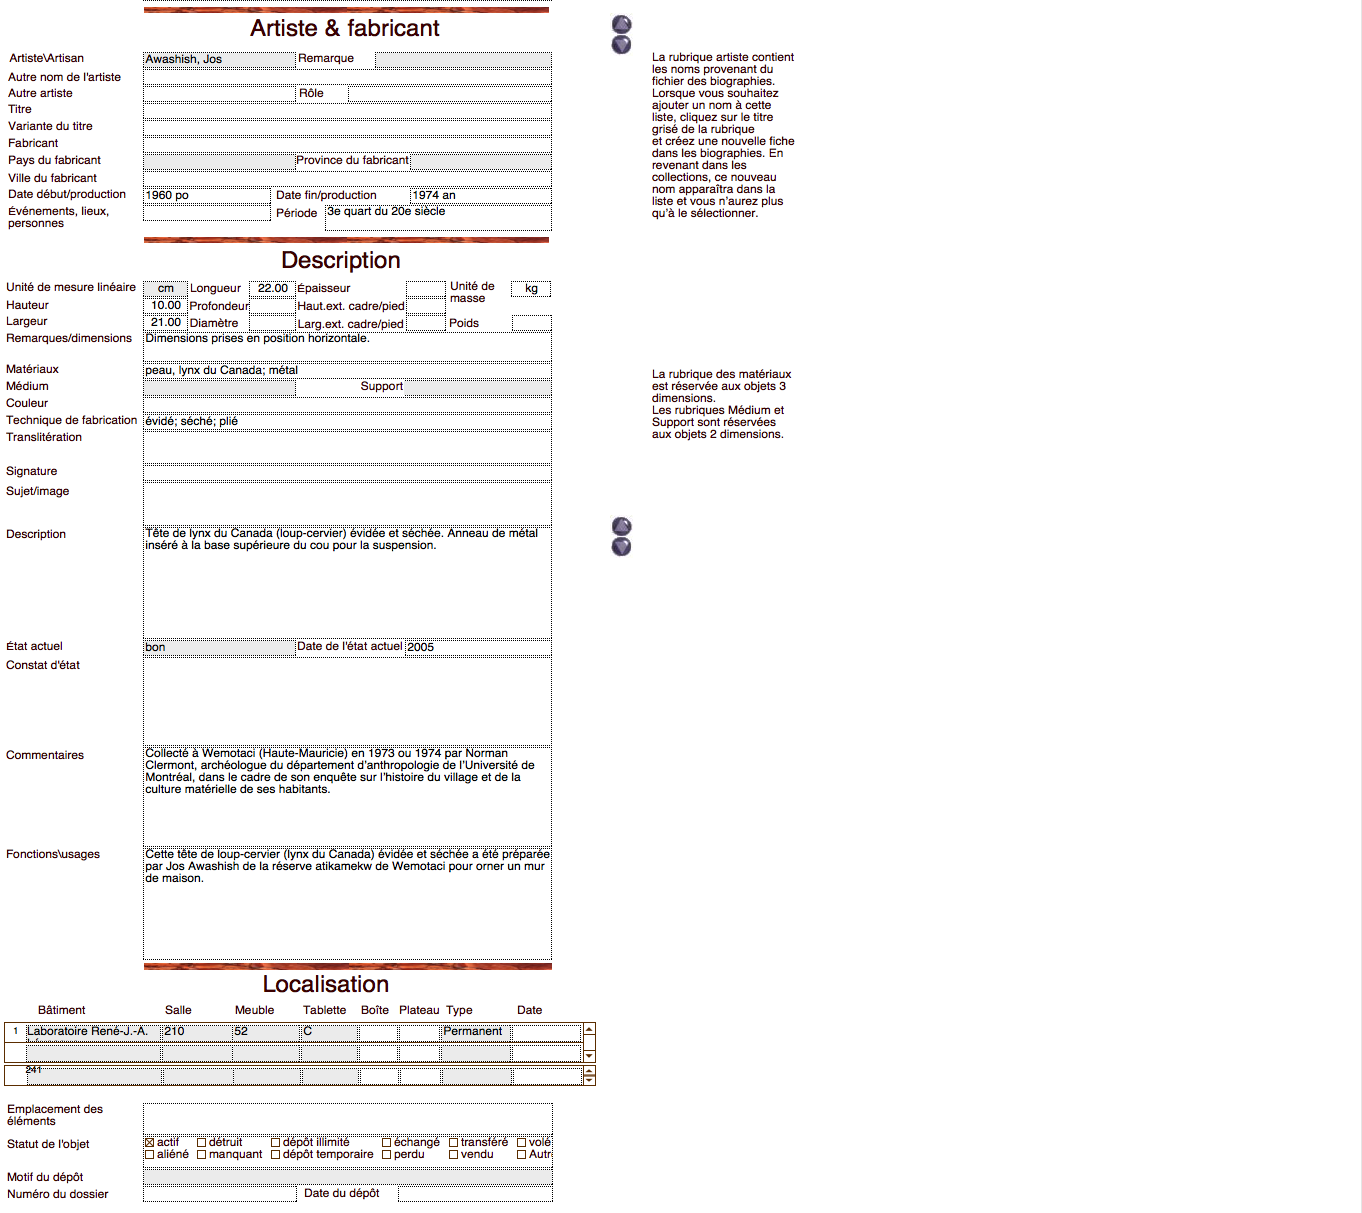 Artiste & fabricant
Artiste\Artisan Awashish, Jos Remarque
Autre nom de l'artiste
Autre artiste Rôle
Titre
Variante du titre
Fabricant
Pays du fabricant Province du fabricant
Ville du fabricant
Date début/production 1960 po Date fin/production 1974 an
Événements, lieux,
personnes
Période 3e quart du 20e siècle
La rubrique artiste contient
les noms provenant du
fichier des biographies.
Lorsque vous souhaitez
ajouter un nom à cette
liste, cliquez sur le titre
grisé de la rubrique
et créez une nouvelle fiche
dans les biographies. En
revenant dans les
collections, ce nouveau
nom apparaîtra dans la
liste et vous n'aurez plus
qu'à le sélectionner.
Description
Unité de mesure linéaire cm Longueur 22.00 Épaisseur Unité de
masse kg
Hauteur 10.00 Profondeur Haut.ext. cadre/pied
Largeur 21.00 Diamètre Larg.ext. cadre/pied Poids
Remarques/dimensions Dimensions prises en position horizontale.
Matériaux peau, lynx du Canada; métal
Médium Support
Couleur
Technique de fabrication évidé; séché; plié
Translitération
Signature
Sujet/image
La rubrique des matériaux
est réservée aux objets 3
dimensions.
Les rubriques Médium et
Support sont réservées
aux objets 2 dimensions.
Description Tête de lynx du Canada (loup-cervier) évidée et séchée. Anneau de métal
inséré à la base supérieure du cou pour la suspension.
État actuel bon Date de l'état actuel 2005
Constat d'état
Commentaires Collecté à Wemotaci (Haute-Mauricie) en 1973 ou 1974 par Norman
Clermont, archéologue du département d'anthropologie de l'Université de
Montréal, dans le cadre de son enquête sur l'histoire du village et de la
culture matérielle de ses habitants.
Fonctions\usages Cette tête de loup-cervier (lynx du Canada) évidée et séchée a été préparée
par Jos Awashish de la réserve atikamekw de Wemotaci pour orner un mur
de maison.
Localisation
Bâtiment Salle Meuble Tablette Boîte Plateau Type Date
1 Laboratoire René-J.-A. 210 52 C Permanent
241
Emplacement des
éléments
Statut de l'objet actif détruit dépôt illimité échangé transféré volé
aliéné manquant dépôt temporaire perdu vendu Autr
Motif du dépôt
Numéro du dossier Date du dépôt